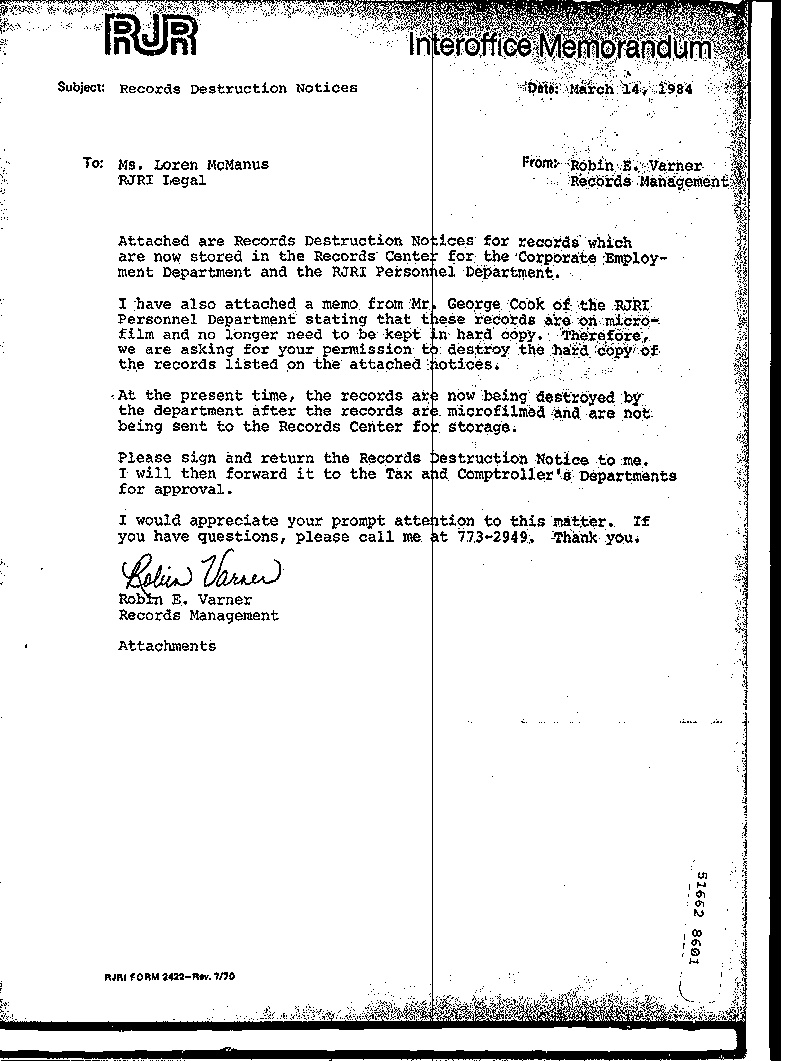 RJR
Interoffice Memorandum
Subject: Records Destruction Notices
Date: March 14, 1984
To: Ms. Loren McManus
RJRI Legal
From: Robin E. Varner
Records Management
Attached are Records Destruction Notices for records which
are now stored in the Records Center for the Corporate Employ-
ment Department and the RJRI Personnel Department.
I have also attached a memo from Mr. George Cook of the RJRI
Personnel Department stating that these records are on micro-
film and no longer need to be kept in hard copy. Therefore,
we are asking for your permission to destroy the hard copy of
the records listed on the attached notices.
At the present time, the records are now being destroyed by
the department after the records are microfilmed and are not
being sent to the Records Center for storage.
Please sign and return the Records Destruction Notice to me.
I will then forward it to the Tax and Comptroller's Departments
for approval.
I would appreciate your prompt attention to this matter. If
you have questions, please call me at 773-2949. Thank you.
Robin Varner
Robin E. Varner
Records Management
Attachments
51662 8601
RJRI FORM 2422-Rev. 7/70